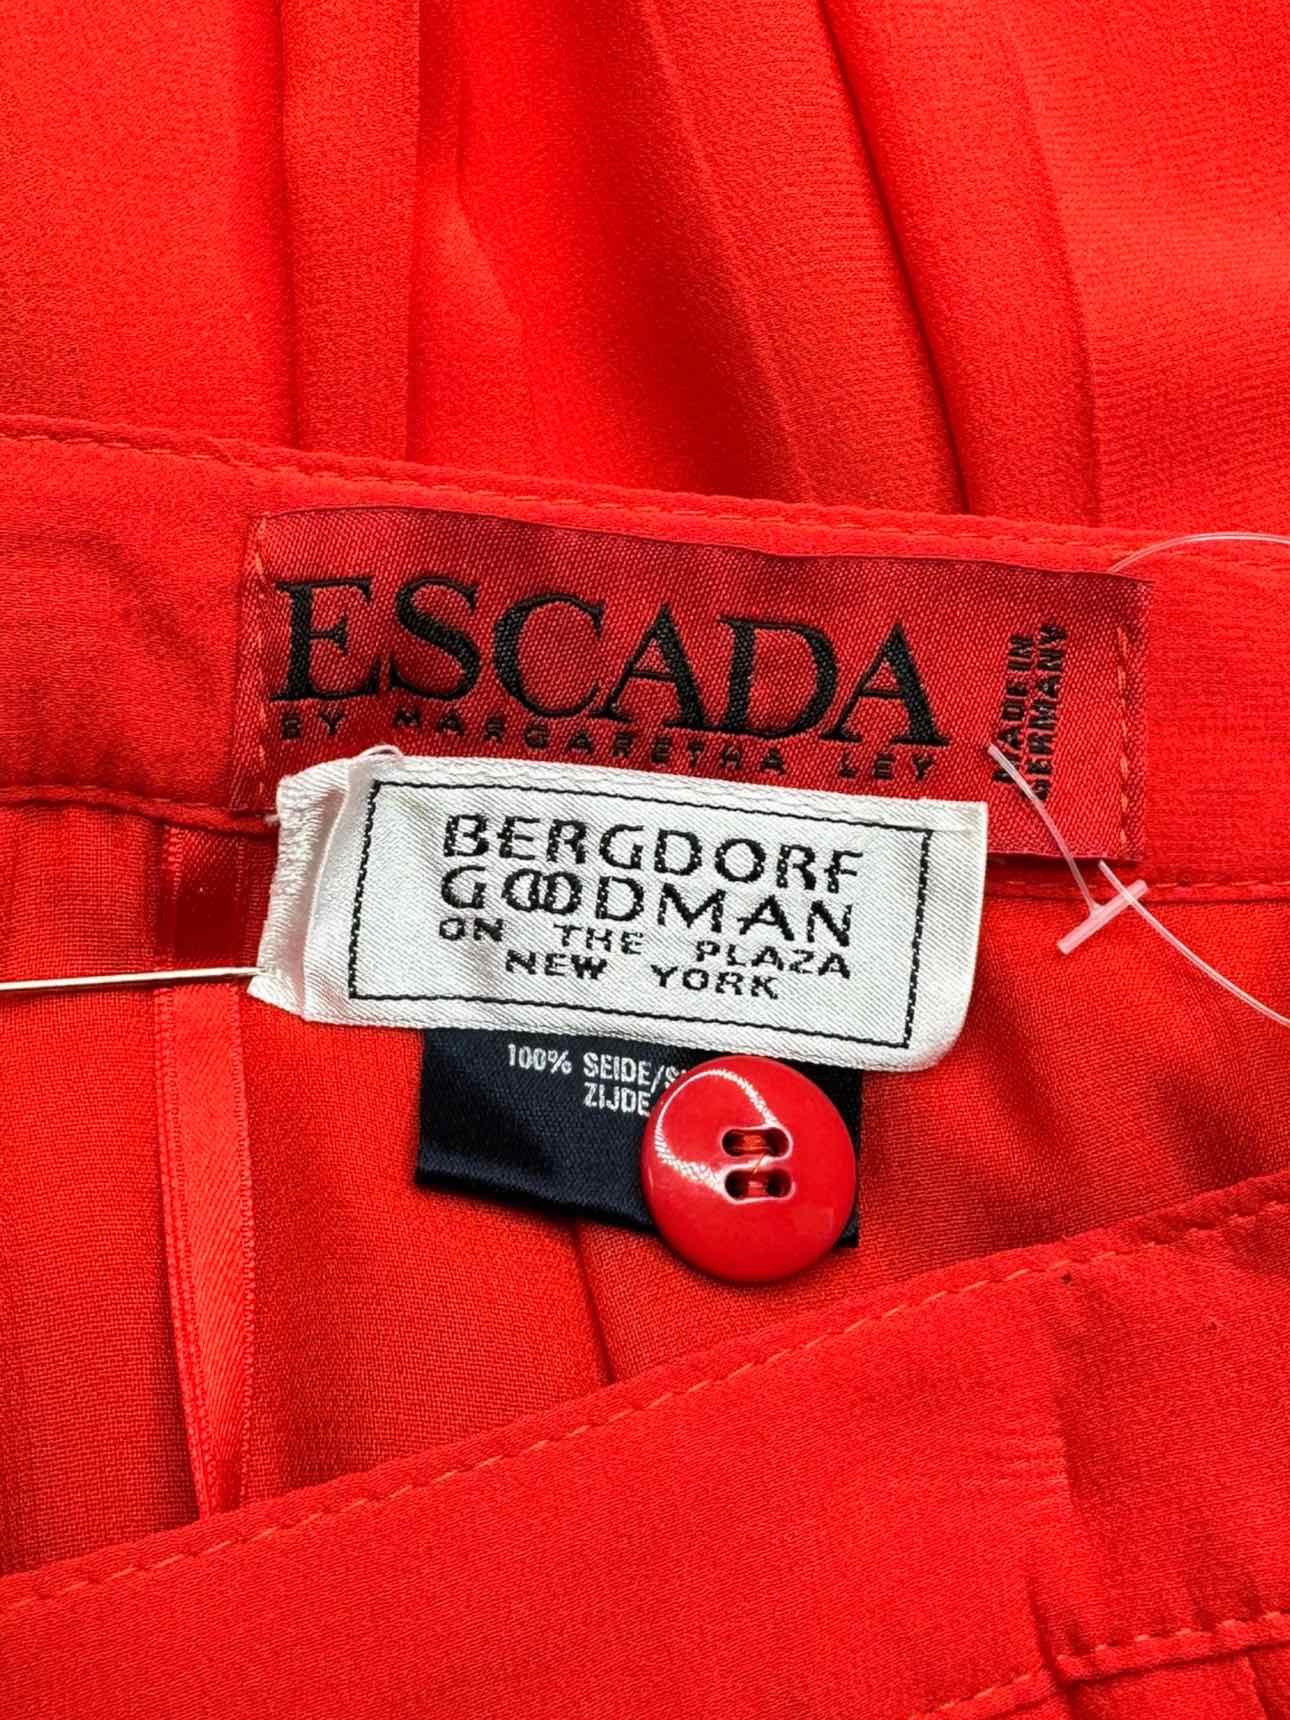 ESCADA
BY MARGARETHA LEY
MADE IN
GERMANY
BERGDORF
GOODMAN
ON THE PLAZA
NEW YORK
100% SEIDE/
ZIJDE